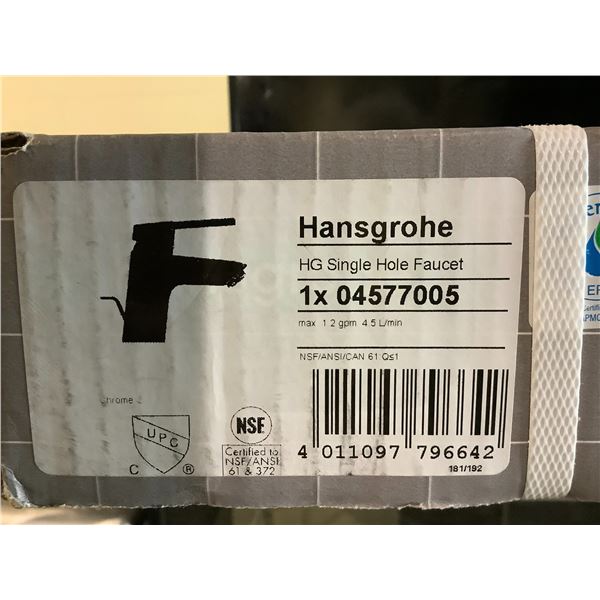 Hansgrohe
HG Single Hole Faucet
1x 04577005
max 1.2 gpm 4.5 L/min
NSF/ANSI/CAN 61:Q≤1
chrome
UPC
C ®
NSF
Certified to
NSF/ANSI
61 & 372
4 011097 796642
181/192